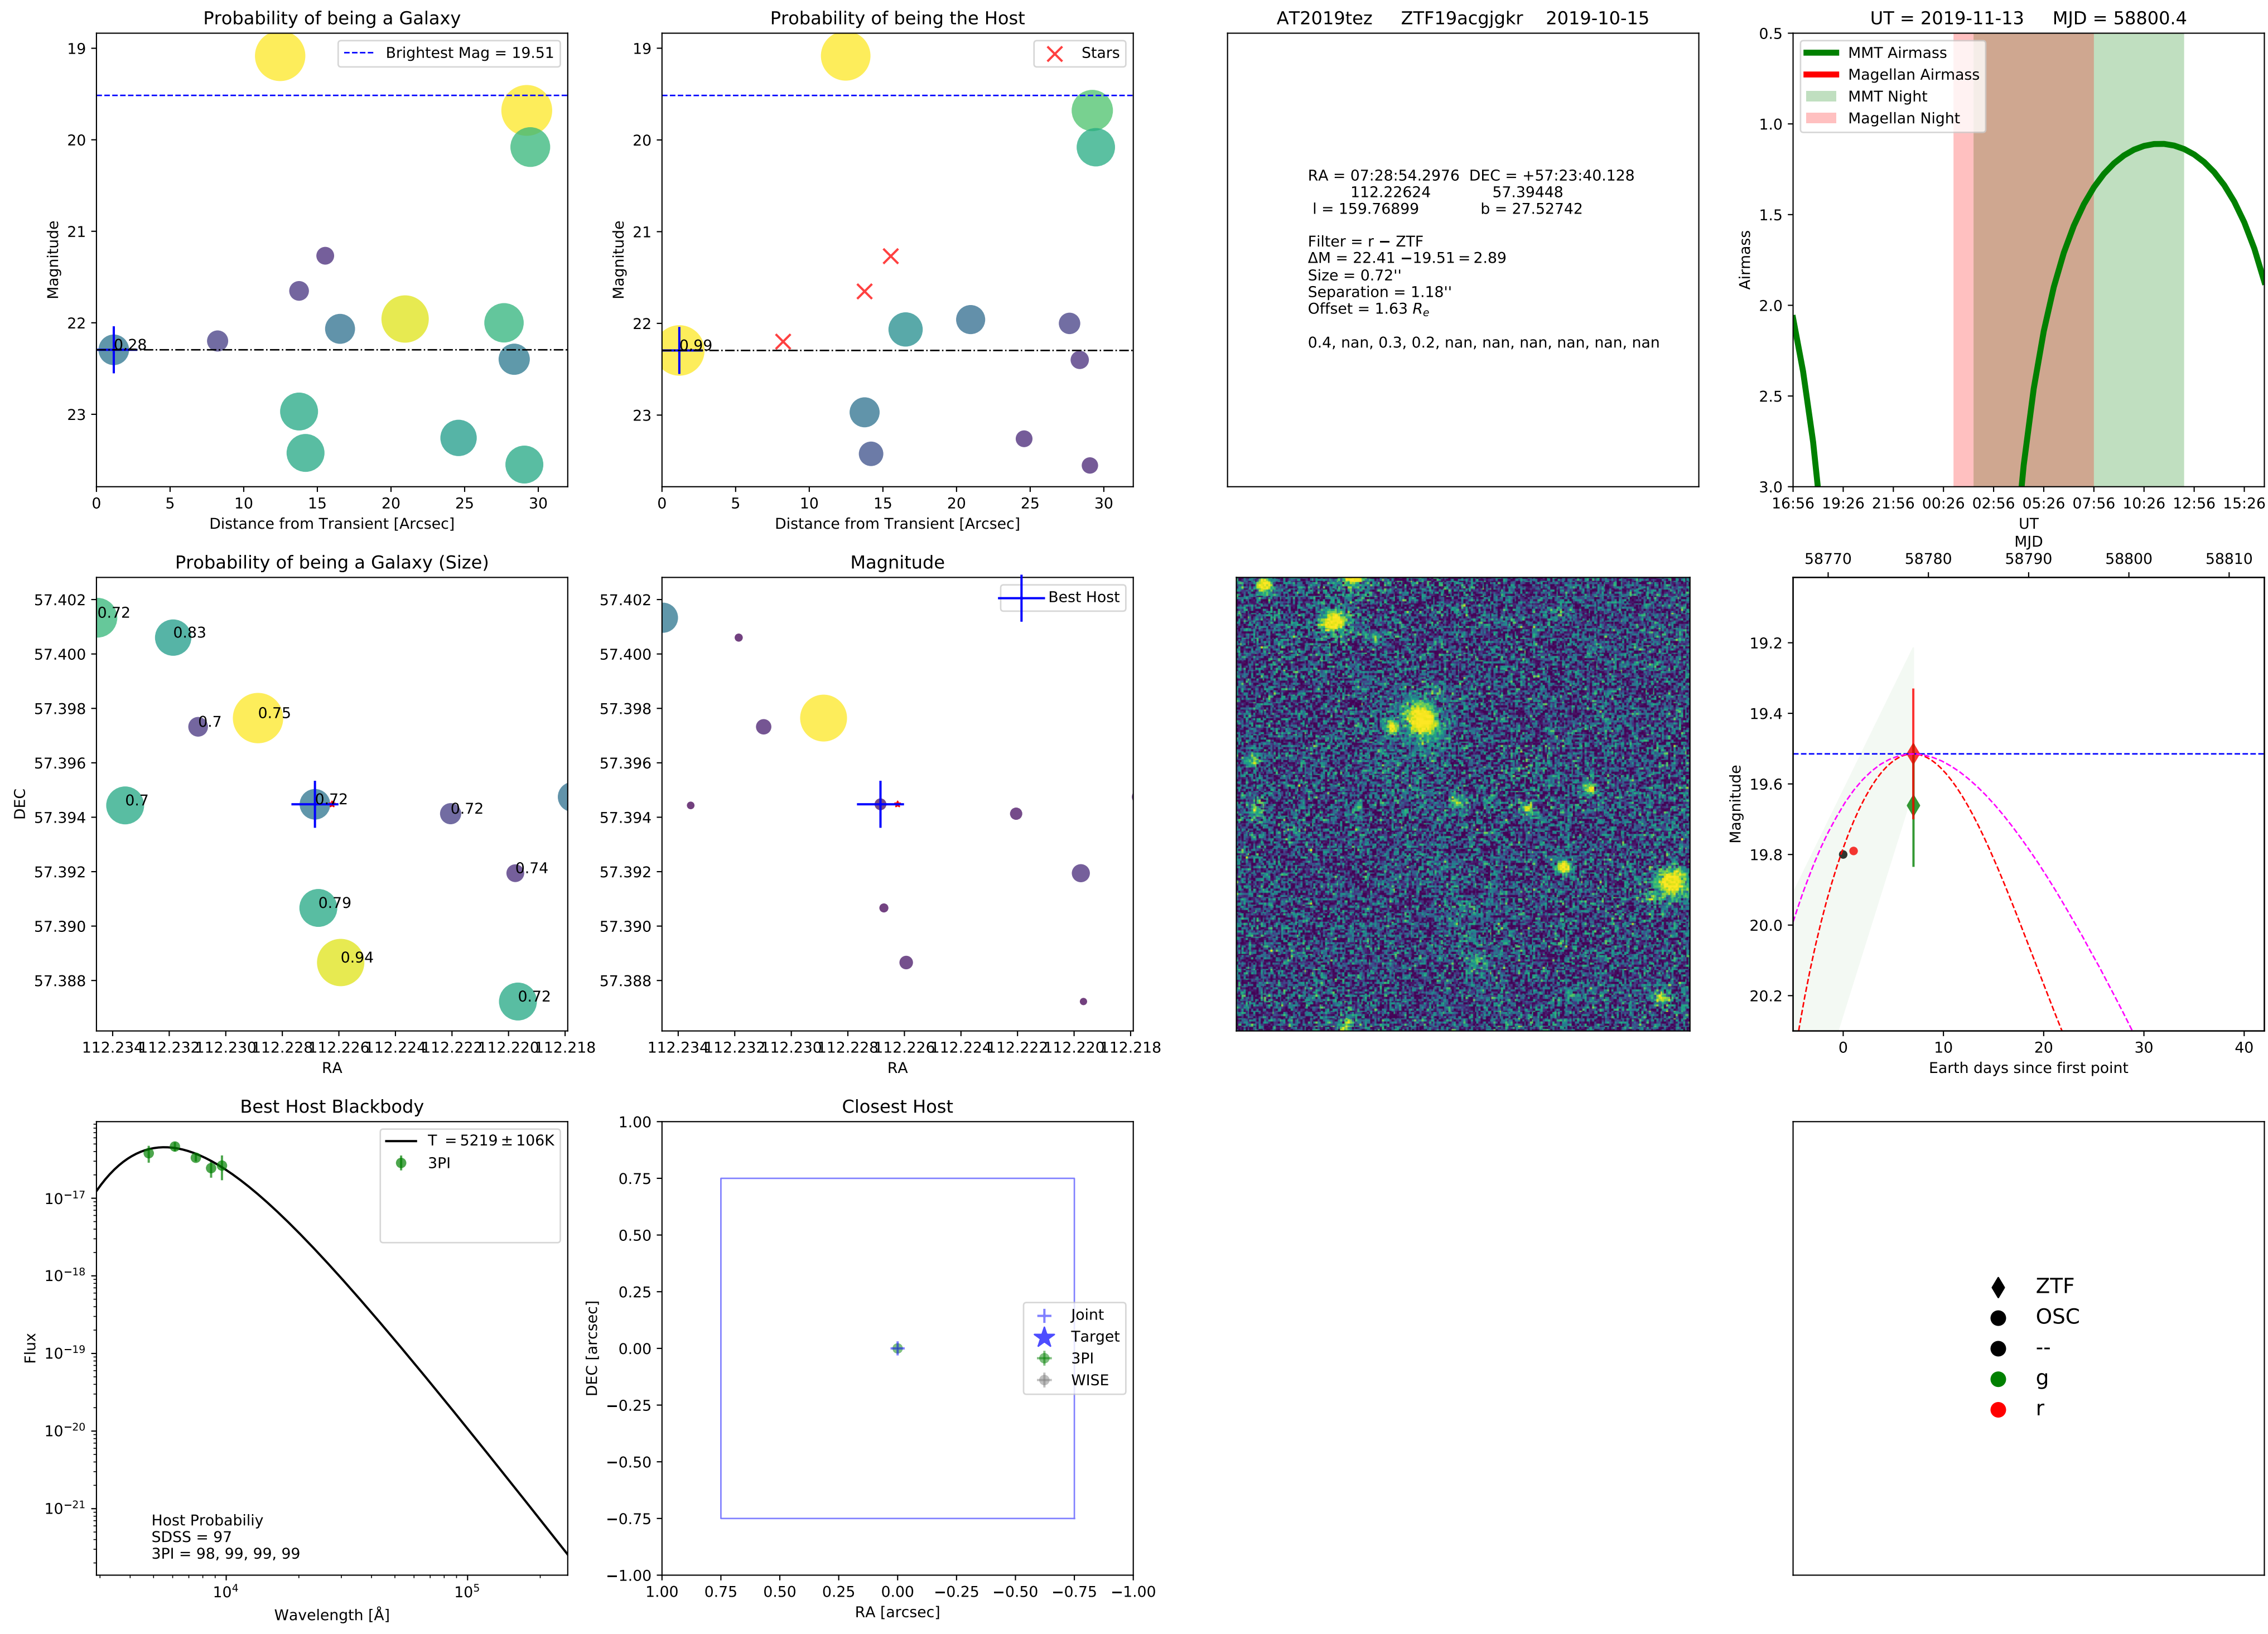 Probability of being a Galaxy
Brightest Mag = 19.51
0.28
19
20
21
22
23
Magnitude
0 5 10 15 20 25 30
Distance from Transient [Arcsec]
Probability of being the Host
Stars
0.99
19
20
21
22
23
Magnitude
0 5 10 15 20 25 30
Distance from Transient [Arcsec]
AT2019tez ZTF19acgjgkr 2019-10-15
RA = 07:28:54.2976 DEC = +57:23:40.128
112.22624 57.39448
l = 159.76899 b = 27.52742
Filter = r − ZTF
ΔM = 22.41 −19.51 = 2.89
Size = 0.72''
Separation = 1.18''
Offset = 1.63 Re
0.4, nan, 0.3, 0.2, nan, nan, nan, nan, nan, nan
UT = 2019-11-13 MJD = 58800.4
MMT Airmass
Magellan Airmass
MMT Night
Magellan Night
0.5
1.0
1.5
2.0
2.5
3.0
Airmass
16:56 19:26 21:56 00:26 02:56 05:26 07:56 10:26 12:56 15:26
UT
Probability of being a Galaxy (Size)
0.72
0.83
0.75
0.7
0.7
0.72
0.72
0.74
0.79
0.94
0.72
57.402
57.400
57.398
57.396
57.394
57.392
57.390
57.388
DEC
112.234 112.232 112.230 112.228 112.226 112.224 112.222 112.220 112.218
RA
Magnitude
Best Host
57.402
57.400
57.398
57.396
57.394
57.392
57.390
57.388
112.234 112.232 112.230 112.228 112.226 112.224 112.222 112.220 112.218
RA
MJD
58770 58780 58790 58800 58810
19.2
19.4
19.6
19.8
20.0
20.2
Magnitude
0 10 20 30 40
Earth days since first point
Best Host Blackbody
T = 5219 ± 106K
3PI
Host Probabiliy
SDSS = 97
3PI = 98, 99, 99, 99
10−17
10−18
10−19
10−20
10−21
Flux
104 105
Wavelength [Å]
Closest Host
Joint
Target
3PI
WISE
1.00
0.75
0.50
0.25
0.00
−0.25
−0.50
−0.75
−1.00
DEC [arcsec]
1.00 0.75 0.50 0.25 0.00 −0.25 −0.50 −0.75 −1.00
RA [arcsec]
ZTF
OSC
--
g
r